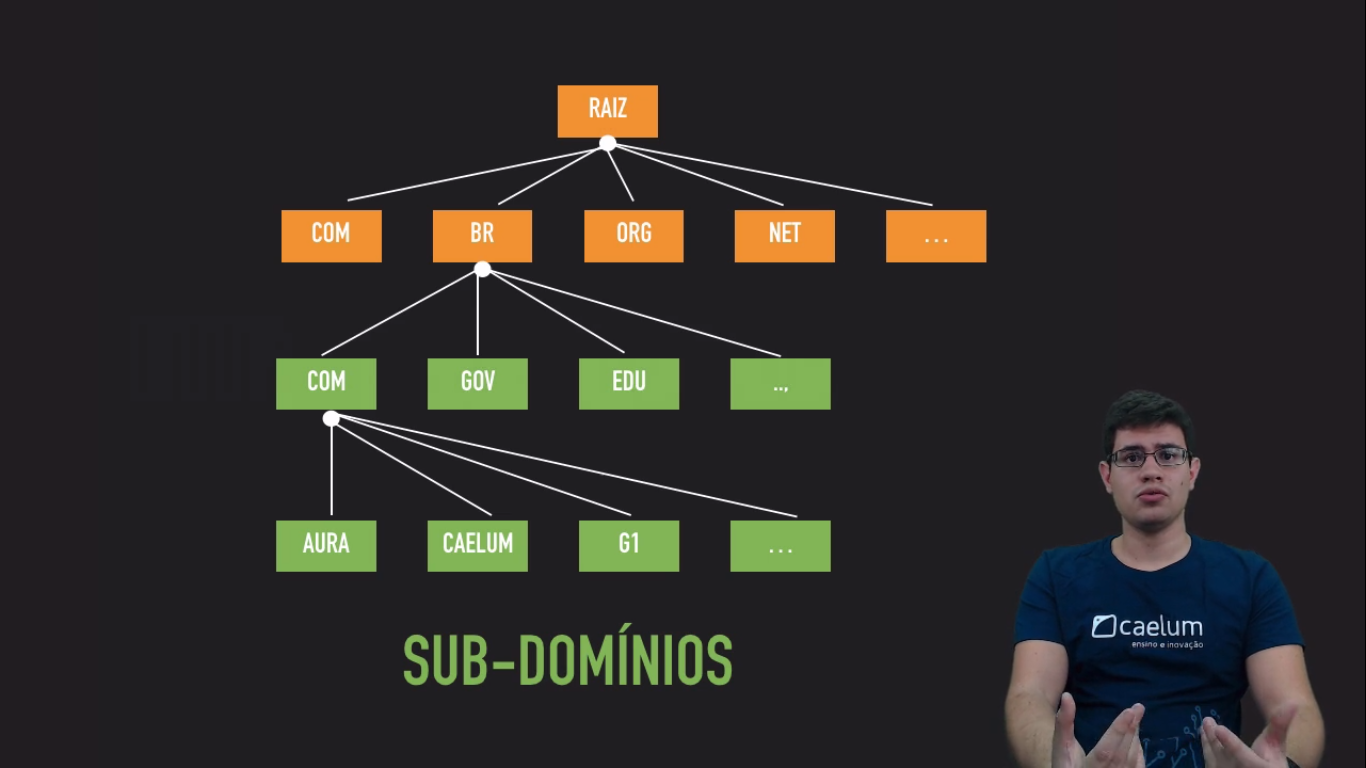 RAIZ
COM
BR
ORG
NET
...
COM
GOV
EDU
..,
AURA
CAELUM
G1
...
SUB-DOMÍNIOS
caelum
ensino e inovação